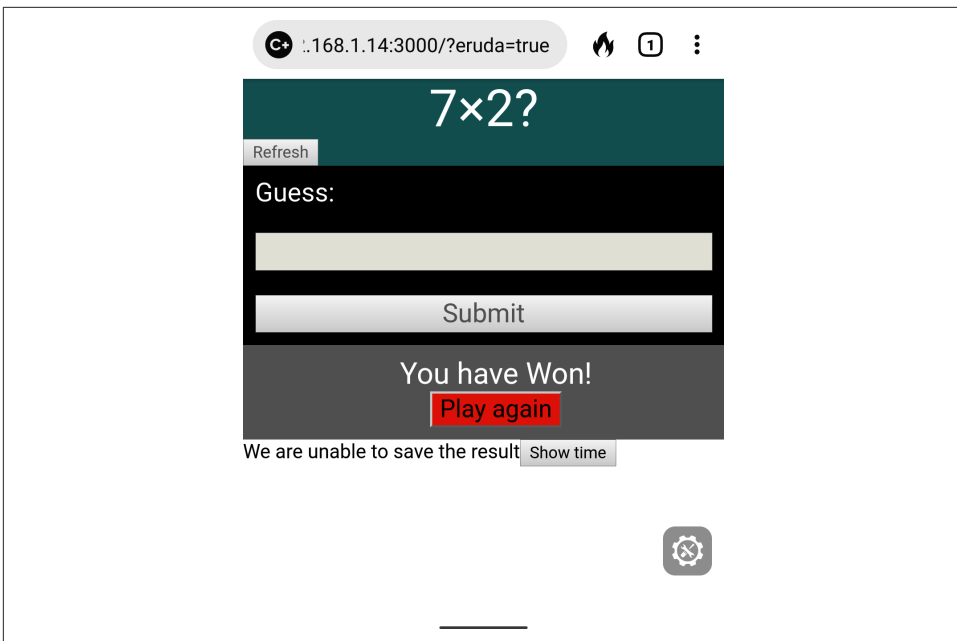 C+ .168.1.14:3000/?eruda=true 1
7×2?
Refresh
Guess:
Submit
You have Won!
Play again
We are unable to save the result Show time